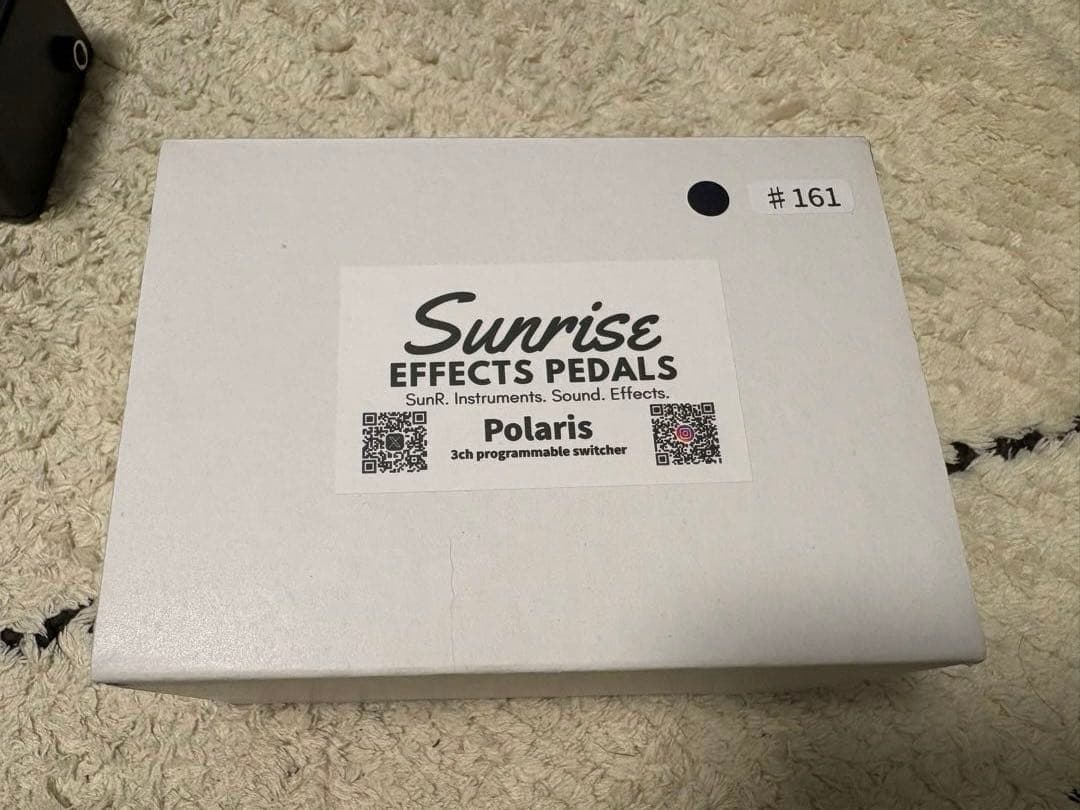 # 161
Sunrise
EFFECTS PEDALS
SunR. Instruments. Sound. Effects.
Polaris
3ch programmable switcher